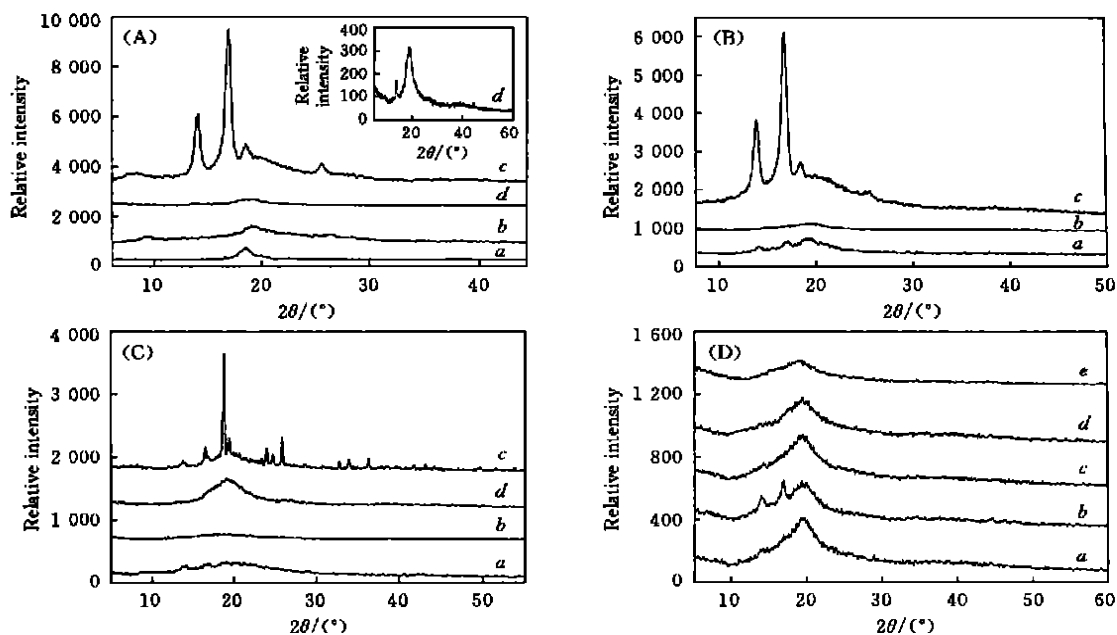 (A)
10 000
8 000
6 000
4 000
2 000
0
Relative intensity
10 20 30 40
2θ/(°)
c
d
b
a
400
300
200
100
0
Relative intensity
20 40 60
2θ/(°)
d
(B)
6 000
5 000
4 000
3 000
2 000
1 000
0
Relative intensity
10 20 30 40 50
2θ/(°)
c
b
a
(C)
4 000
3 000
2 000
1 000
0
Relative intensity
10 20 30 40 50
2θ/(°)
c
d
b
a
(D)
1 600
1 200
800
400
0
Relative intensity
10 20 30 40 50 60
2θ/(°)
e
d
c
b
a